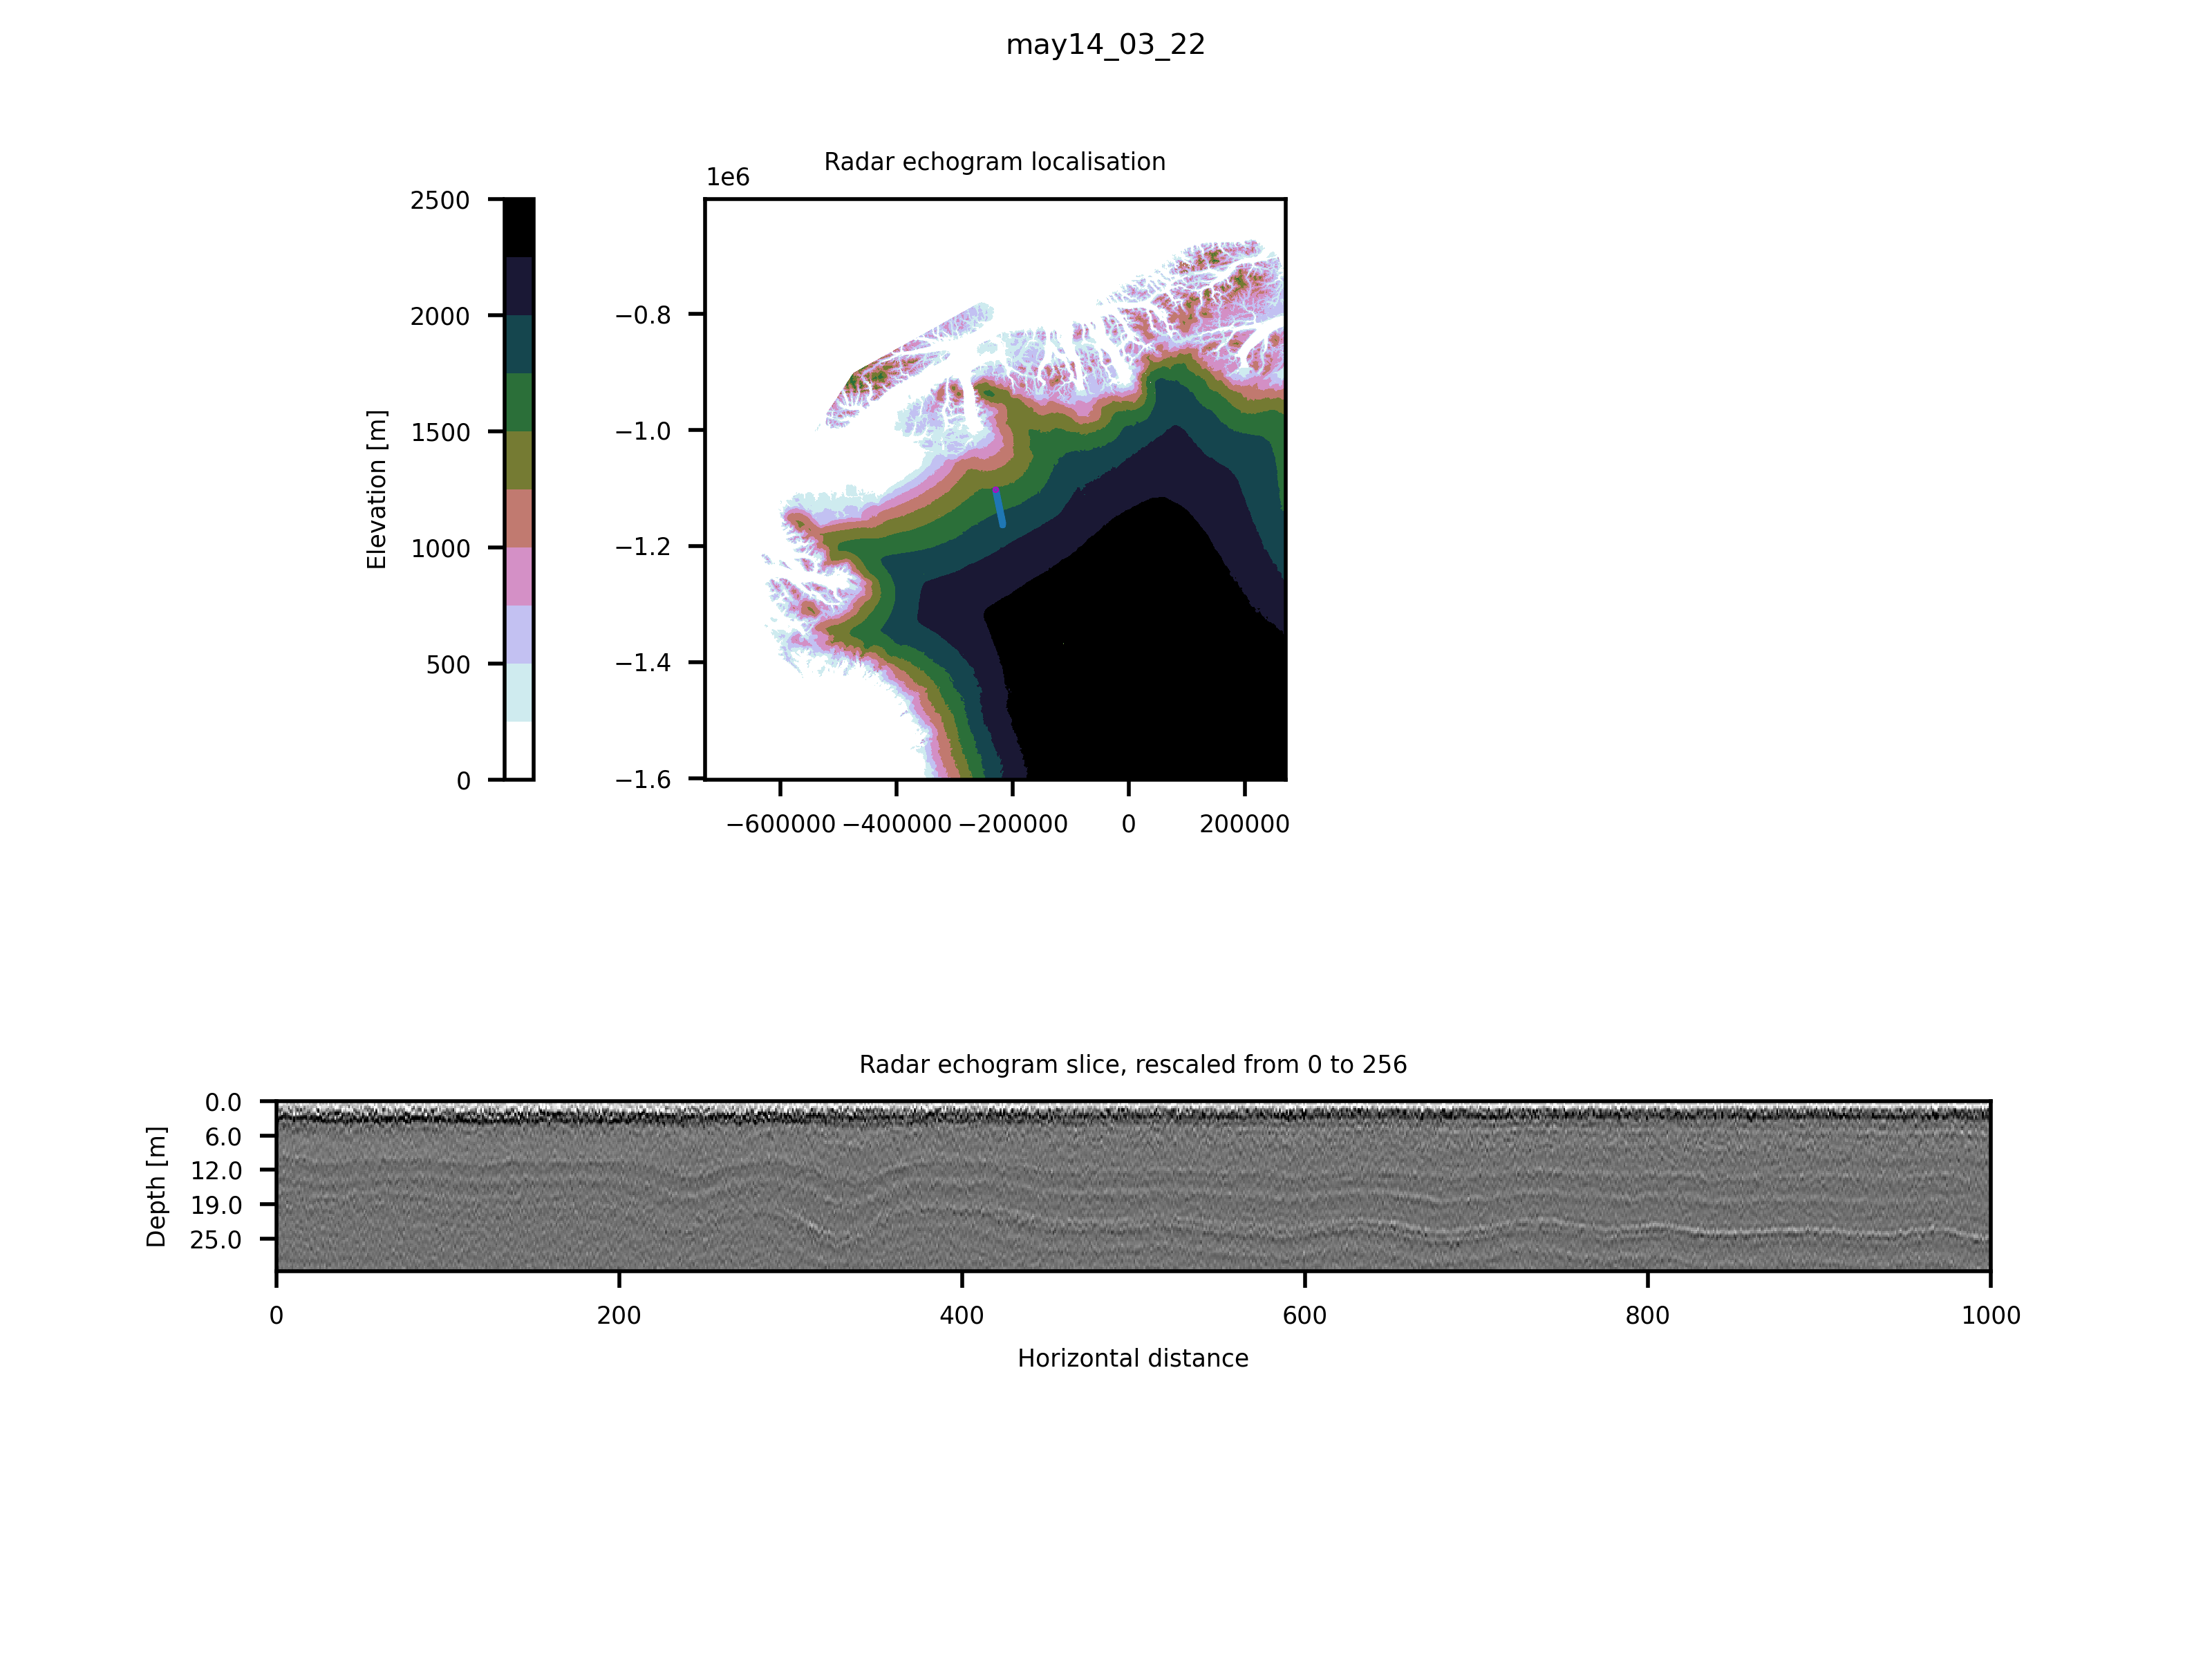 may14_03_22
Radar echogram localisation
1e6
2500
2000
1500
1000
500
0
Elevation [m]
−0.8
−1.0
−1.2
−1.4
−1.6
−600000 −400000 −200000 0 200000
Radar echogram slice, rescaled from 0 to 256
0.0
6.0
12.0
19.0
25.0
Depth [m]
0 200 400 600 800 1000
Horizontal distance